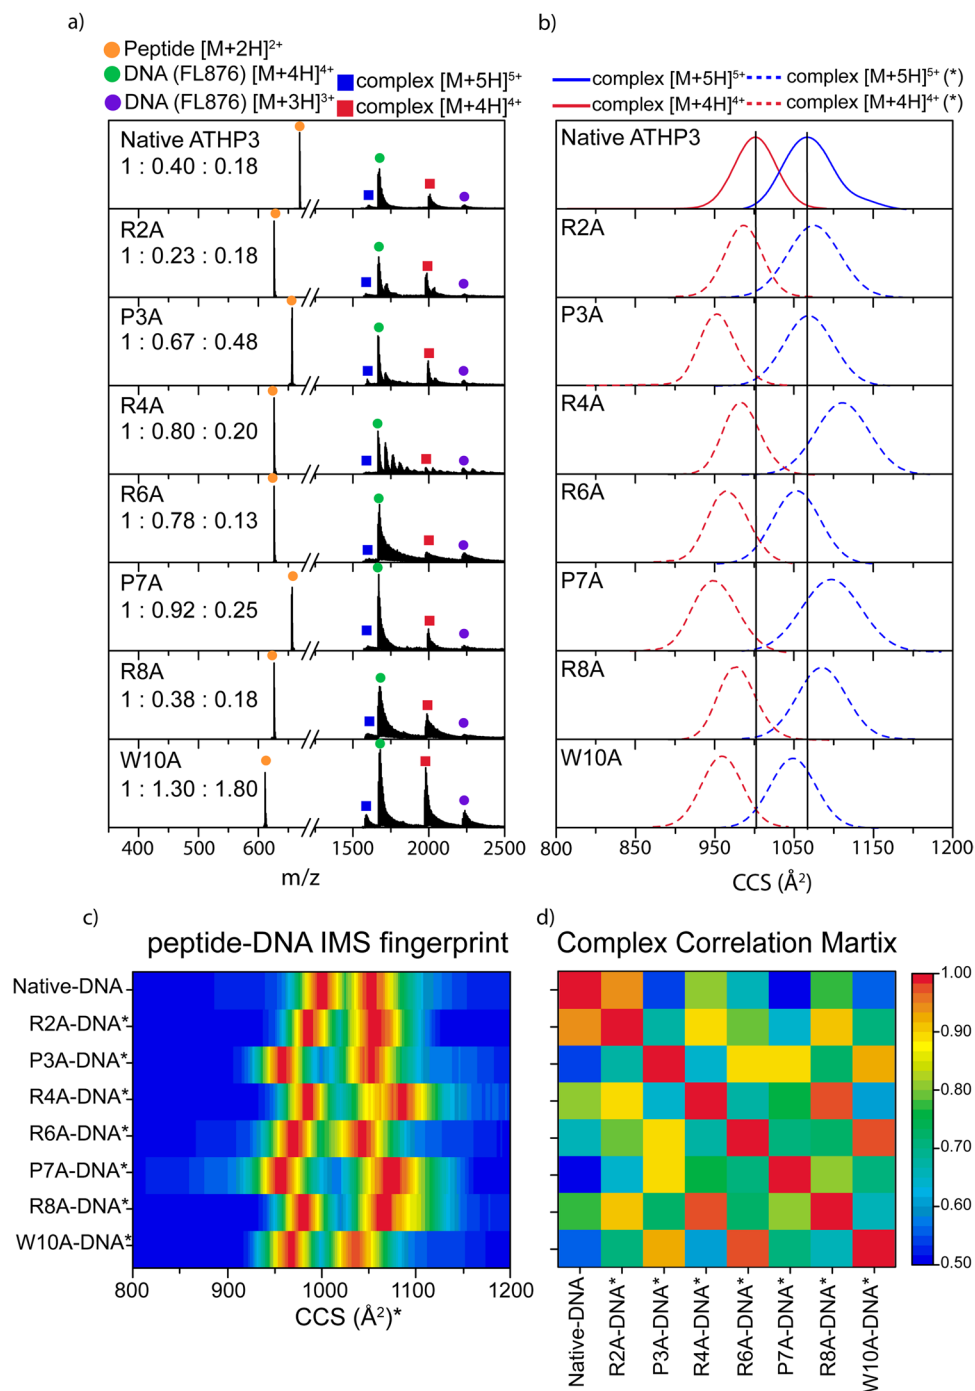 a)
Peptide [M+2H]²⁺
DNA (FL876) [M+4H]⁴⁺
DNA (FL876) [M+3H]³⁺
complex [M+5H]⁵⁺
complex [M+4H]⁴⁺
Native ATHP3
1 : 0.40 : 0.18
R2A
1 : 0.23 : 0.18
P3A
1 : 0.67 : 0.48
R4A
1 : 0.80 : 0.20
R6A
1 : 0.78 : 0.13
P7A
1 : 0.92 : 0.25
R8A
1 : 0.38 : 0.18
W10A
1 : 1.30 : 1.80
400 500 600 1500 2000 2500
m/z
b)
complex [M+5H]⁵⁺ complex [M+5H]⁵⁺ (*)
complex [M+4H]⁴⁺ complex [M+4H]⁴⁺ (*)
Native ATHP3
R2A
P3A
R4A
R6A
P7A
R8A
W10A
800 850 950 1050 1150 1200
CCS (Å²)
c)
peptide-DNA IMS fingerprint
Native-DNA
R2A-DNA*
P3A-DNA*
R4A-DNA*
R6A-DNA*
P7A-DNA*
R8A-DNA*
W10A-DNA*
800 900 1000 1100 1200
CCS (Å²)*
d)
Complex Correlation Martix
1.00
0.90
0.80
0.70
0.60
0.50
Native-DNA
R2A-DNA*
P3A-DNA*
R4A-DNA*
R6A-DNA*
P7A-DNA*
R8A-DNA*
W10A-DNA*